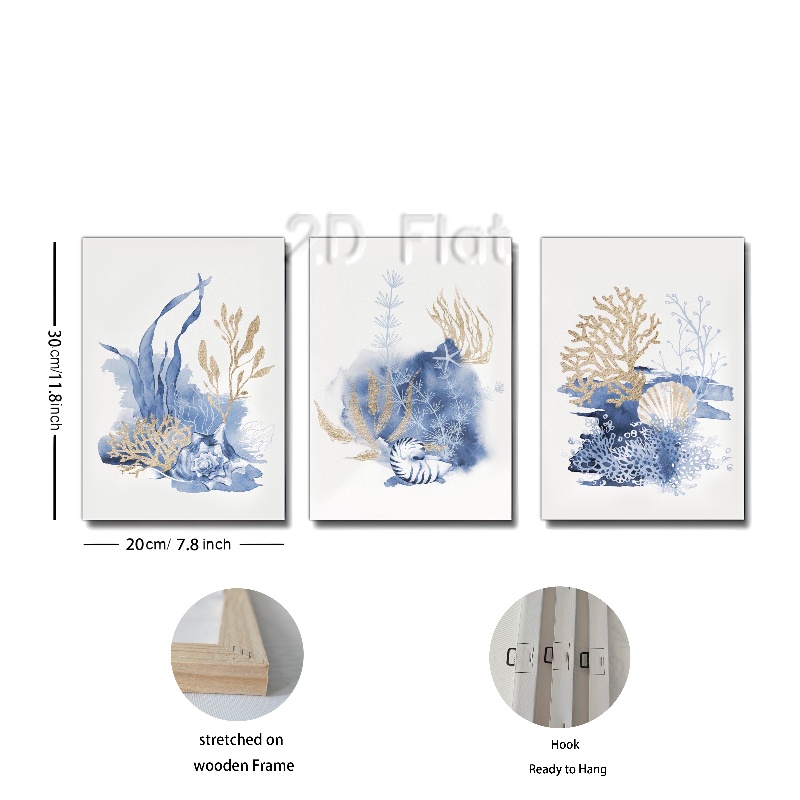 2D Flat
30cm/11.8inch
20cm/ 7.8 inch
stretched on
wooden Frame
Hook
Ready to Hang